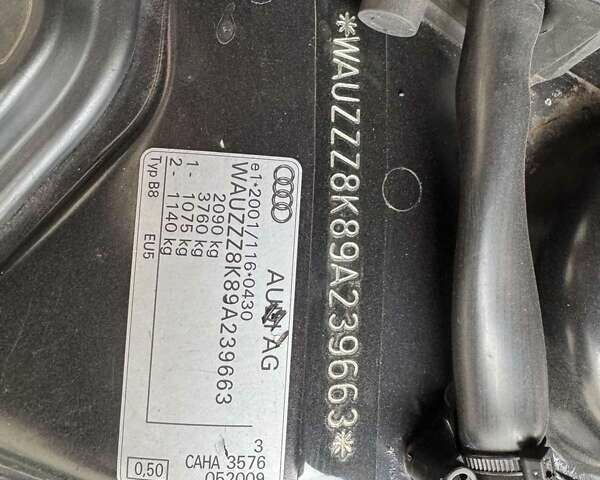 *WAUZZZ8K89A239663*
AUDI AG
e1*2001/116*0430
WAUZZZ8K89A239663
2090 kg
3760 kg
1- 1075 kg
2- 1140 kg
Typ B8 EU5
3
CAHA 3576
0,50 052009